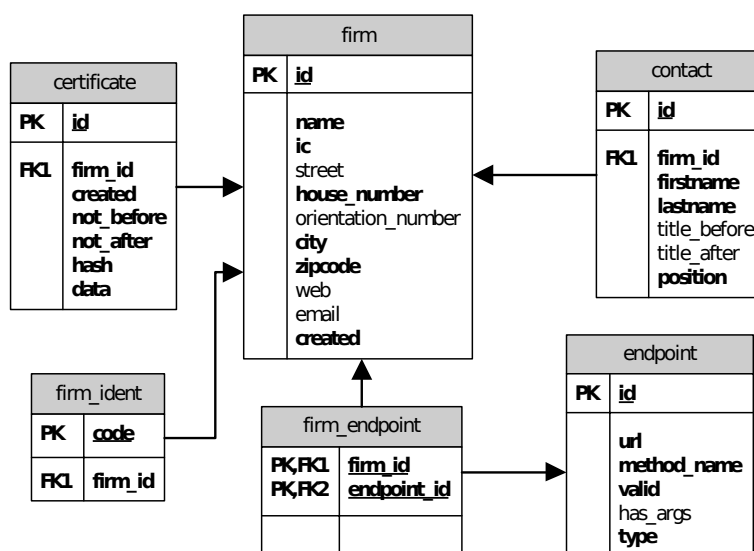 firm
PK id
name
ic
street
house_number
orientation_number
city
zipcode
web
email
created
certificate
PK id
FK1 firm_id
created
not_before
not_after
hash
data
contact
PK id
FK1 firm_id
firstname
lastname
title_before
title_after
position
firm_ident
PK code
FK1 firm_id
firm_endpoint
PK,FK1 firm_id
PK,FK2 endpoint_id
endpoint
PK id
url
method_name
valid
has_args
type